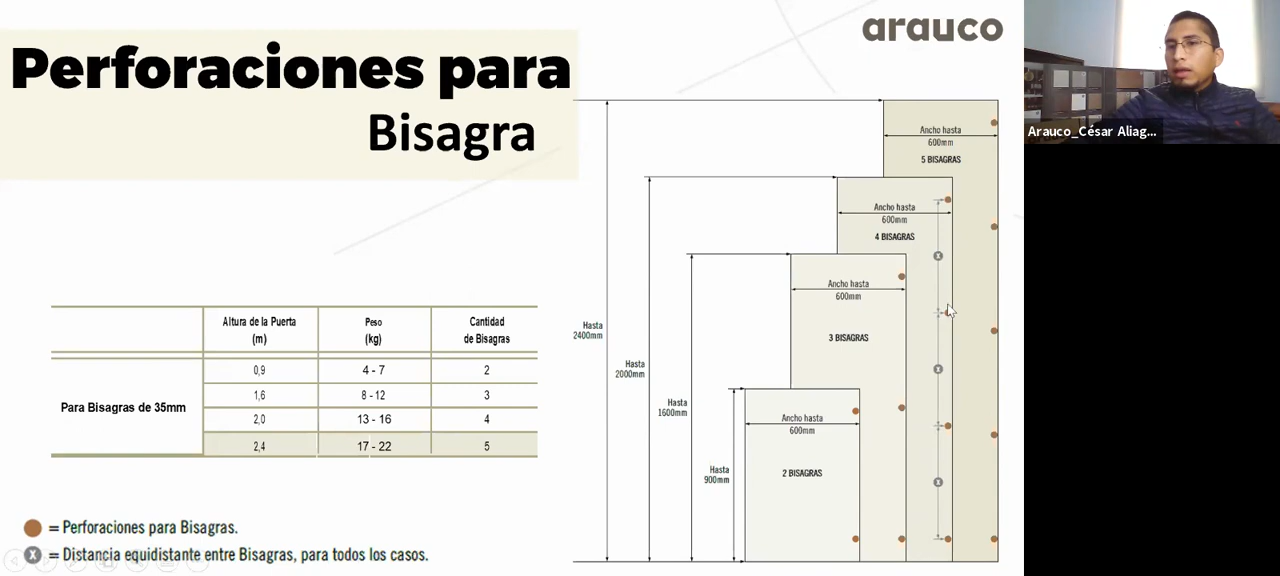 arauco
Perforaciones para
Bisagra
Arauco_César Aliag...
Ancho hasta
600mm
5 BISAGRAS
Ancho hasta
600mm
4 BISAGRAS
X
Ancho hasta
600mm
3 BISAGRAS
X
Ancho hasta
600mm
2 BISAGRAS
X
Hasta
2400mm
Hasta
2000mm
Hasta
1600mm
Hasta
900mm
Altura de la Puerta
(m)
Peso
(kg)
Cantidad
de Bisagras
Para Bisagras de 35mm
0,9 4 - 7 2
1,6 8 - 12 3
2,0 13 - 16 4
2,4 17 - 22 5
= Perforaciones para Bisagras.
X = Distancia equidistante entre Bisagras, para todos los casos.